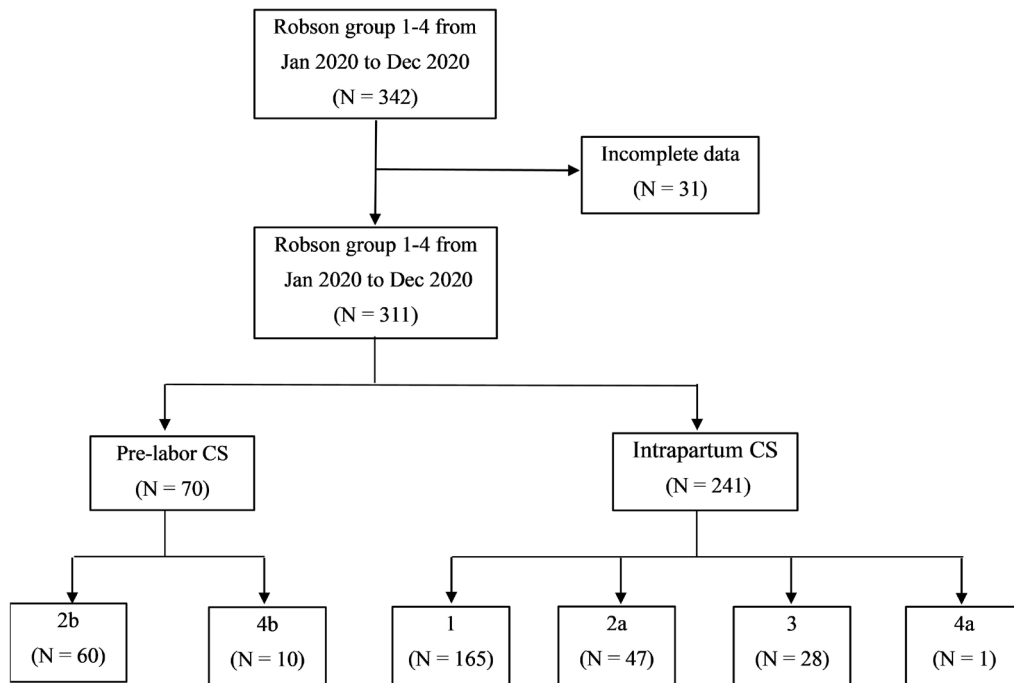 Robson group 1-4 from
Jan 2020 to Dec 2020
(N = 342)
Incomplete data
(N = 31)
Robson group 1-4 from
Jan 2020 to Dec 2020
(N = 311)
Pre-labor CS
(N = 70)
Intrapartum CS
(N = 241)
2b
(N = 60)
4b
(N = 10)
1
(N = 165)
2a
(N = 47)
3
(N = 28)
4a
(N = 1)